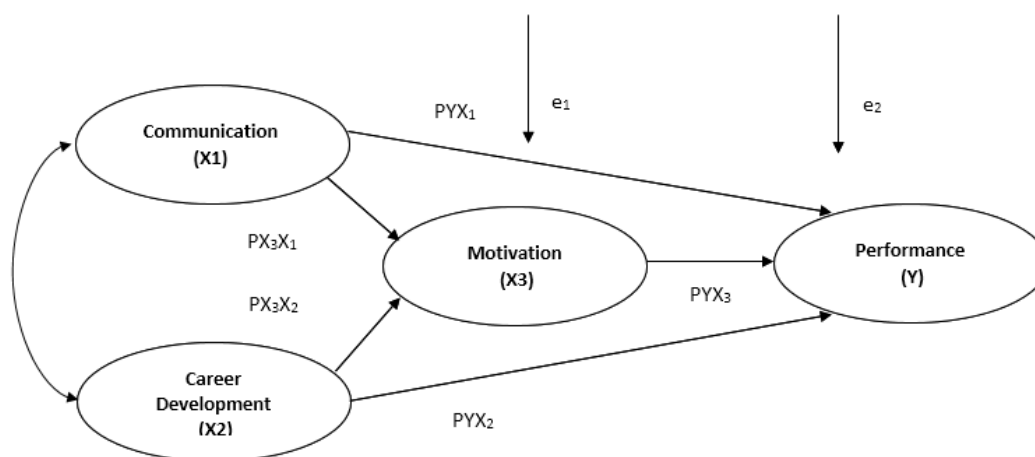 PYX₁
e₁
e₂
Communication
(X1)
PX₃X₁
Motivation
(X3)
Performance
(Y)
PX₃X₂
PYX₃
Career
Development
(X2)
PYX₂